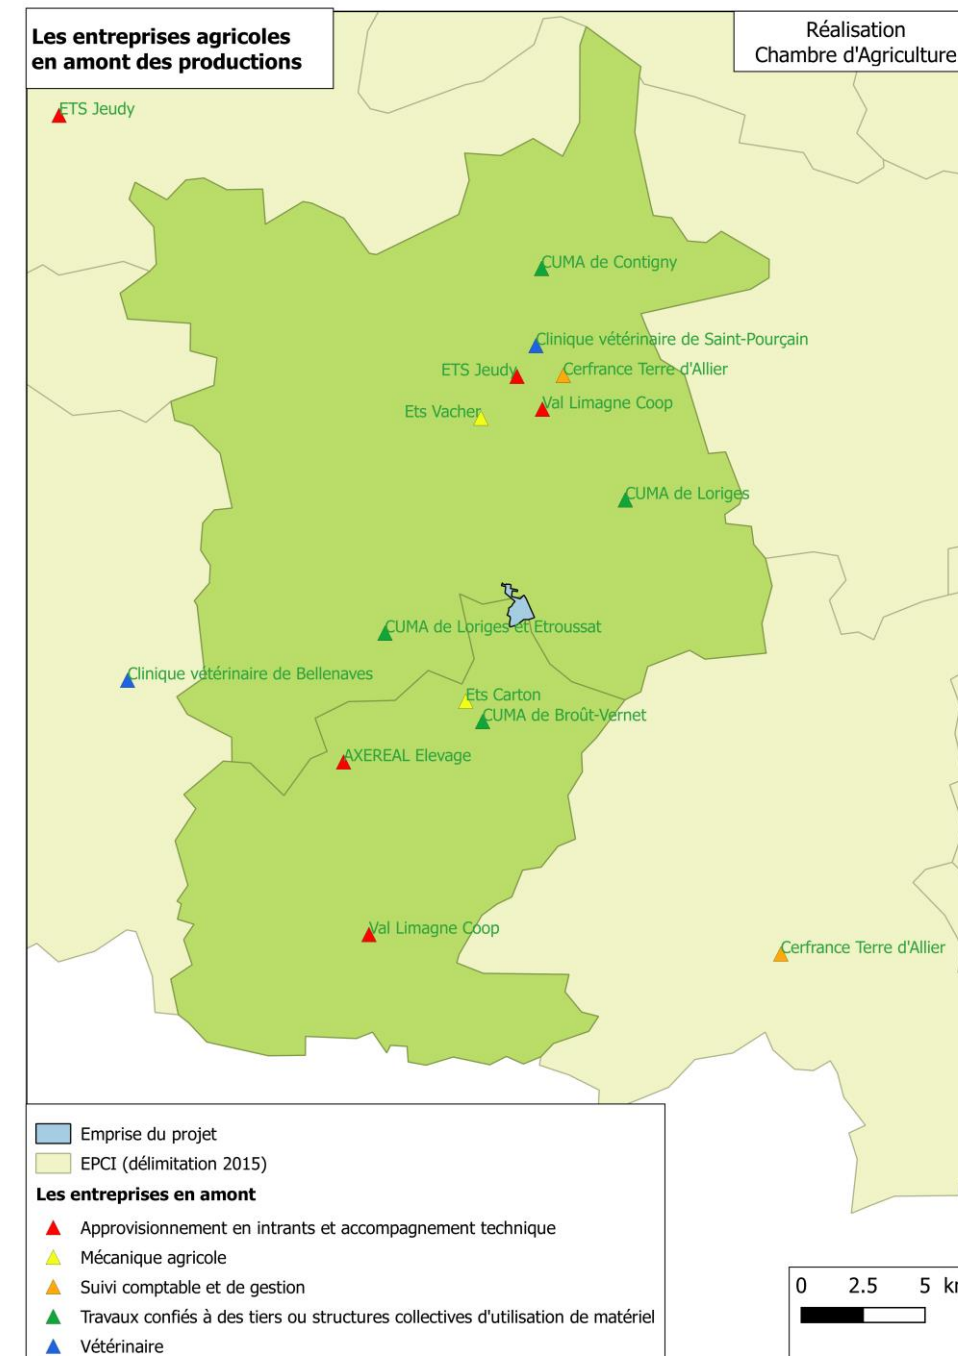 Les entreprises agricoles
en amont des productions
Réalisation
Chambre d'Agriculture
ETS Jeudy
CUMA de Contigny
Clinique vétérinaire de Saint-Pourçain
ETS Jeudy
Cerfrance Terre d'Allier
Ets Vacher
Val Limagne Coop
CUMA de Loriges
CUMA de Loriges et Etroussat
Clinique vétérinaire de Bellenaves
Ets Carton
CUMA de Broût-Vernet
AXEREAL Elevage
Val Limagne Coop
Cerfrance Terre d'Allier
Emprise du projet
EPCI (délimitation 2015)
Les entreprises en amont
Approvisionnement en intrants et accompagnement technique
Mécanique agricole
Suivi comptable et de gestion
Travaux confiés à des tiers ou structures collectives d'utilisation de matériel
Vétérinaire
0 2.5 5 km